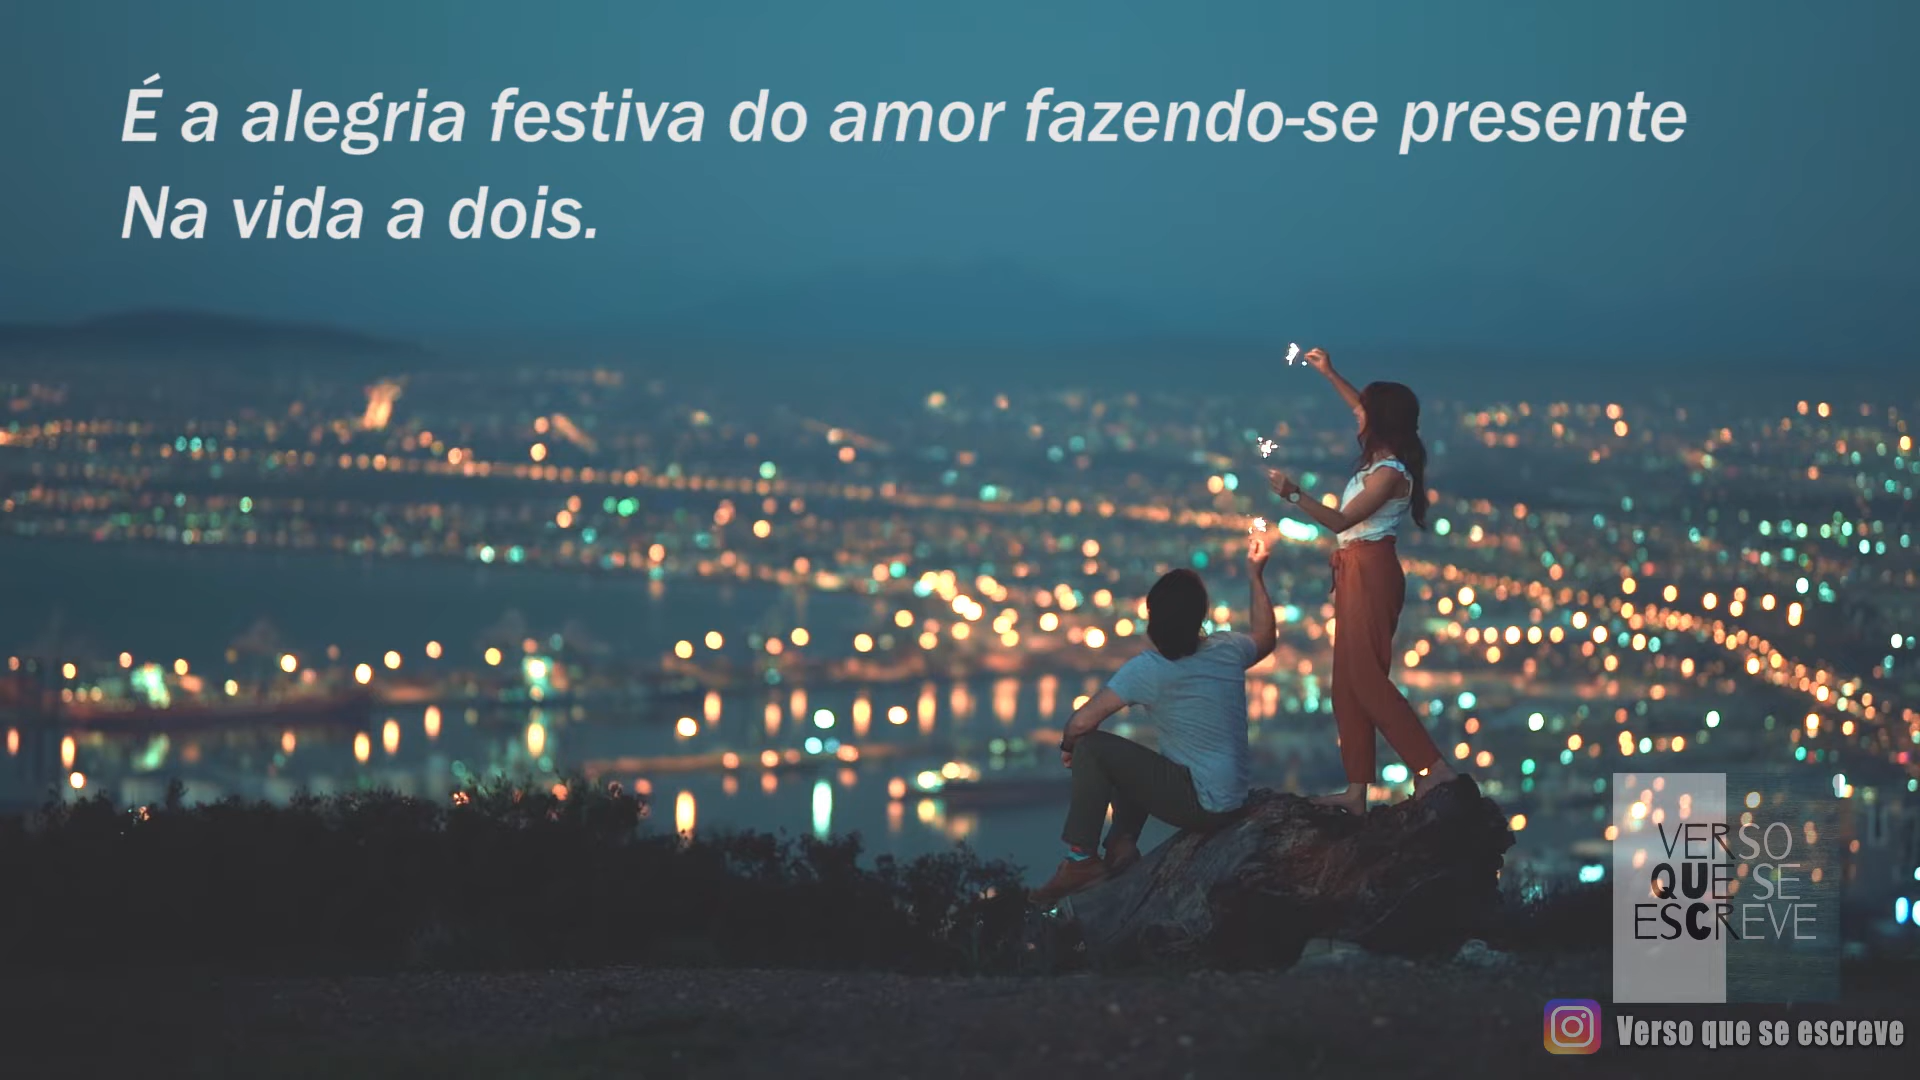 É a alegria festiva do amor fazendo-se presente
Na vida a dois.
VERSO
QUE SE
ESCREVE
Verso que se escreve